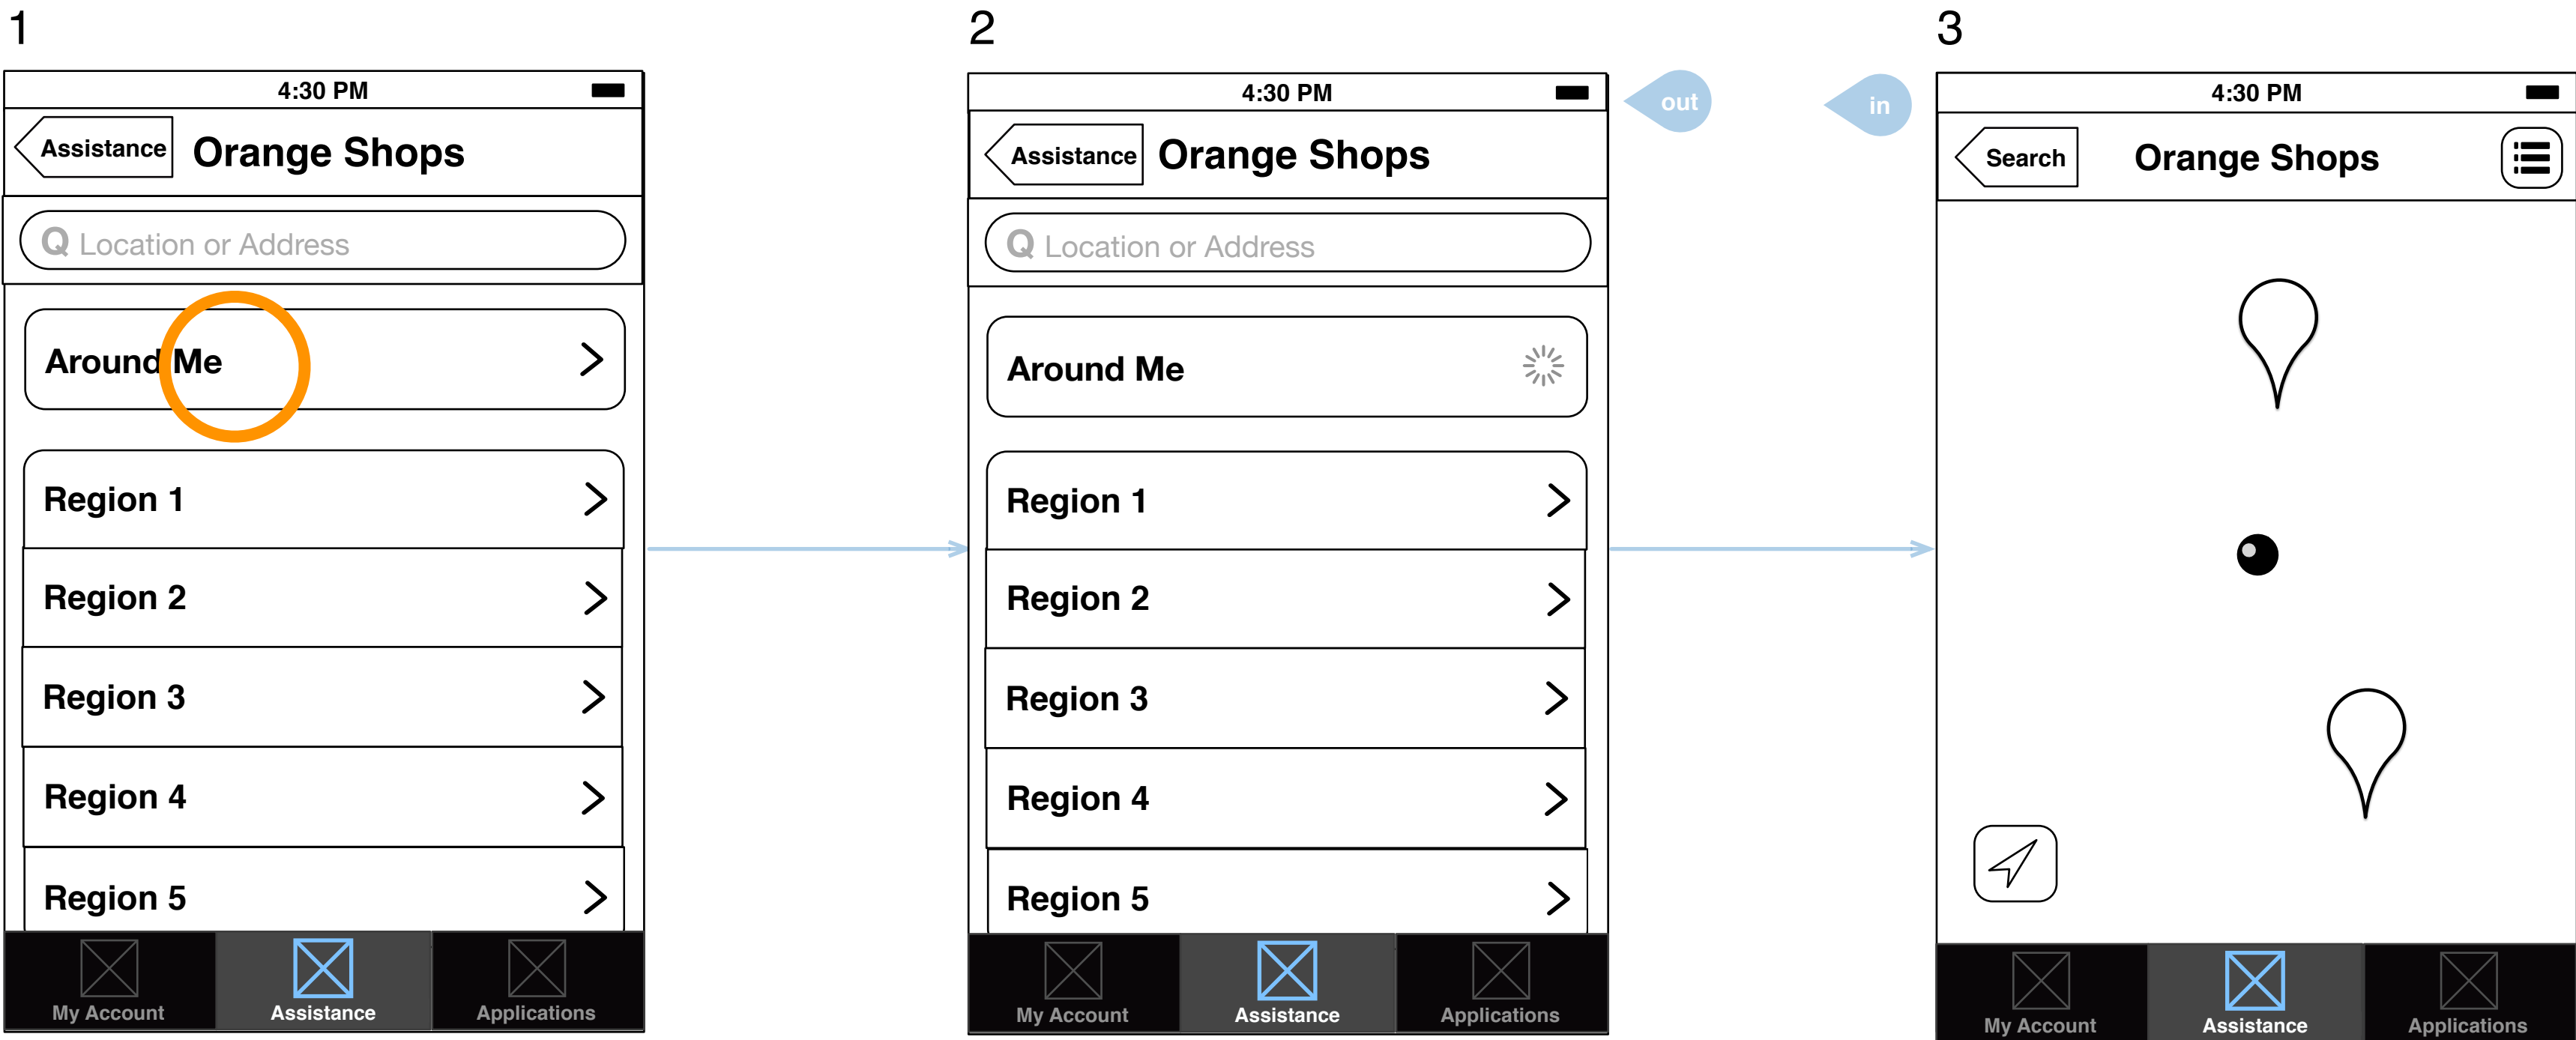 1
4:30 PM
Assistance
Orange Shops
Location or Address
Around Me
Region 1
Region 2
Region 3
Region 4
Region 5
My Account
Assistance
Applications
2
4:30 PM
Assistance
Orange Shops
Location or Address
Around Me
Region 1
Region 2
Region 3
Region 4
Region 5
My Account
Assistance
Applications
out
in
3
4:30 PM
Search
Orange Shops
My Account
Assistance
Applications